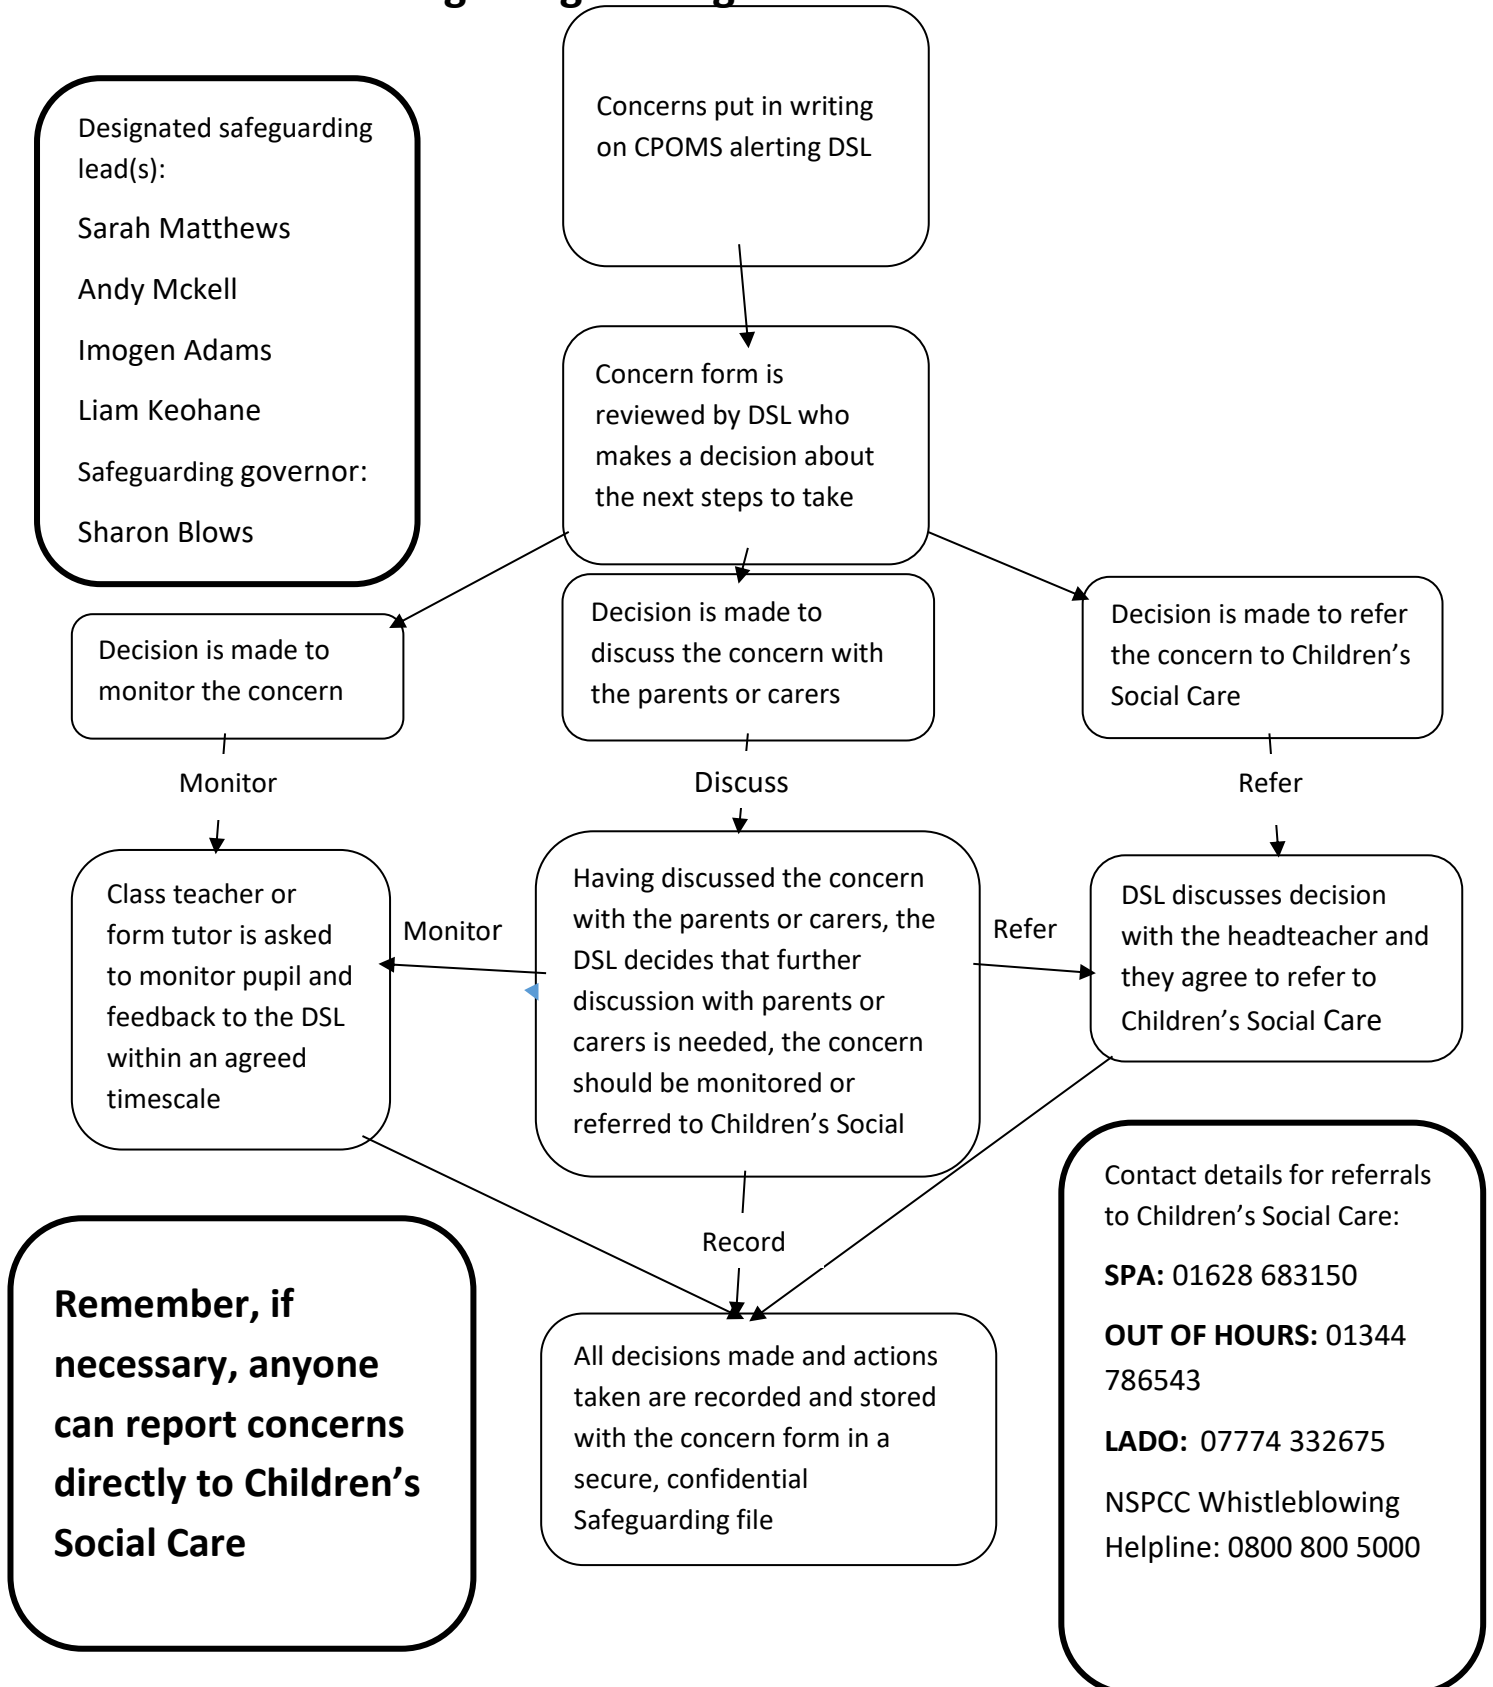 Concerns put in writing
on CPOMS alerting DSL
Designated safeguarding
lead(s):
Sarah Matthews
Andy Mckell
Imogen Adams
Liam Keohane
Safeguarding governor:
Sharon Blows
Concern form is
reviewed by DSL who
makes a decision about
the next steps to take
Decision is made to
monitor the concern
Decision is made to
discuss the concern with
the parents or carers
Decision is made to refer
the concern to Children’s
Social Care
Monitor
Discuss
Refer
Class teacher or
form tutor is asked
to monitor pupil and
feedback to the DSL
within an agreed
timescale
Monitor
Having discussed the concern
with the parents or carers, the
DSL decides that further
discussion with parents or
carers is needed, the concern
should be monitored or
referred to Children’s Social
Refer
DSL discusses decision
with the headteacher and
they agree to refer to
Children’s Social Care
Record
Remember, if
necessary, anyone
can report concerns
directly to Children’s
Social Care
All decisions made and actions
taken are recorded and stored
with the concern form in a
secure, confidential
Safeguarding file
Contact details for referrals
to Children’s Social Care:
SPA: 01628 683150
OUT OF HOURS: 01344
786543
LADO: 07774 332675
NSPCC Whistleblowing
Helpline: 0800 800 5000